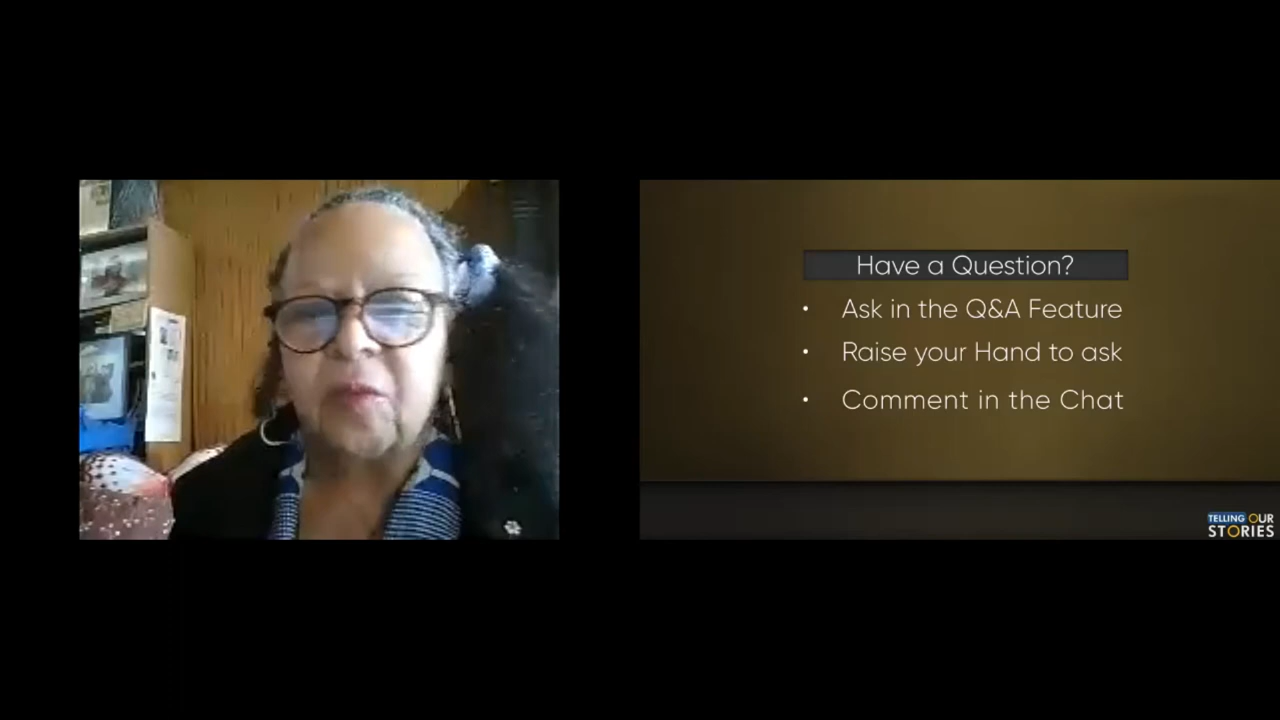 Have a Question?
• Ask in the Q&A Feature
• Raise your Hand to ask
• Comment in the Chat
TELLING OUR
STORIES